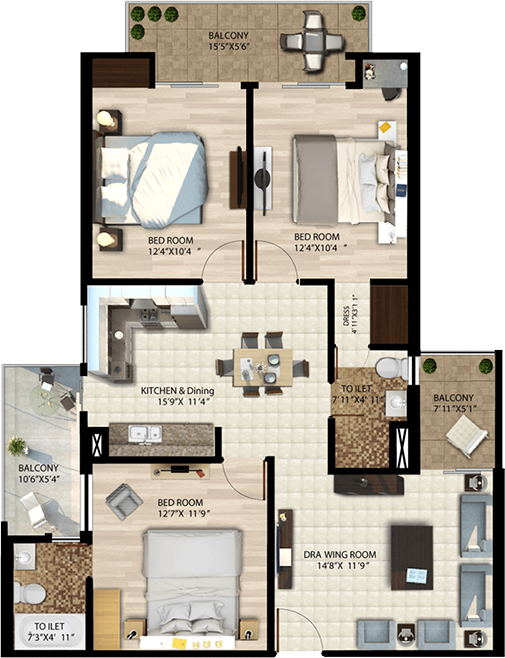 BALCONY
15'5"X5'6"
BED ROOM
12'4"X10'4 "
BED ROOM
12'4"X10'4 "
DRESS
4'11"X3'1 1"
KITCHEN & Dining
15'9"X 11'4"
TO ILET
7'11"X4' 11"
BALCONY
7'11"X5'1"
BALCONY
10'6"X5'4"
BED ROOM
12'7"X 11'9"
DRA WING ROOM
14'8"X 11'9"
TO ILET
7'3"X4' 11"